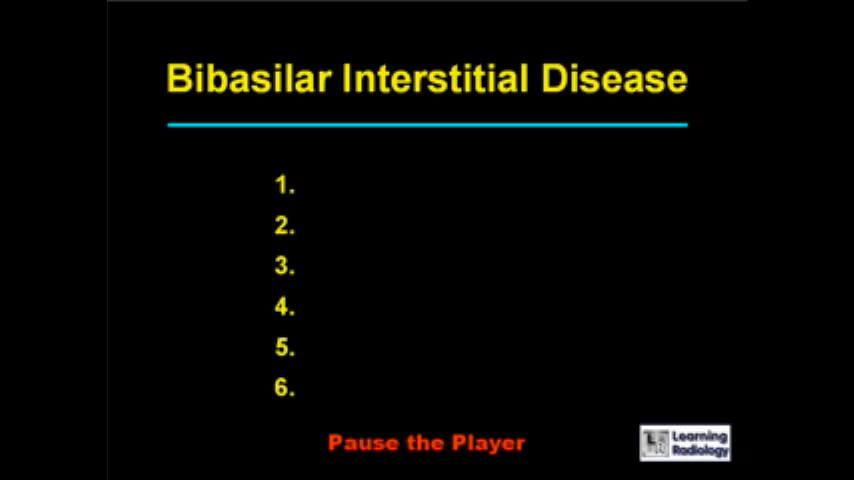 Bibasilar Interstitial Disease
1.
2.
3.
4.
5.
6.
Pause the Player
Learning
Radiology